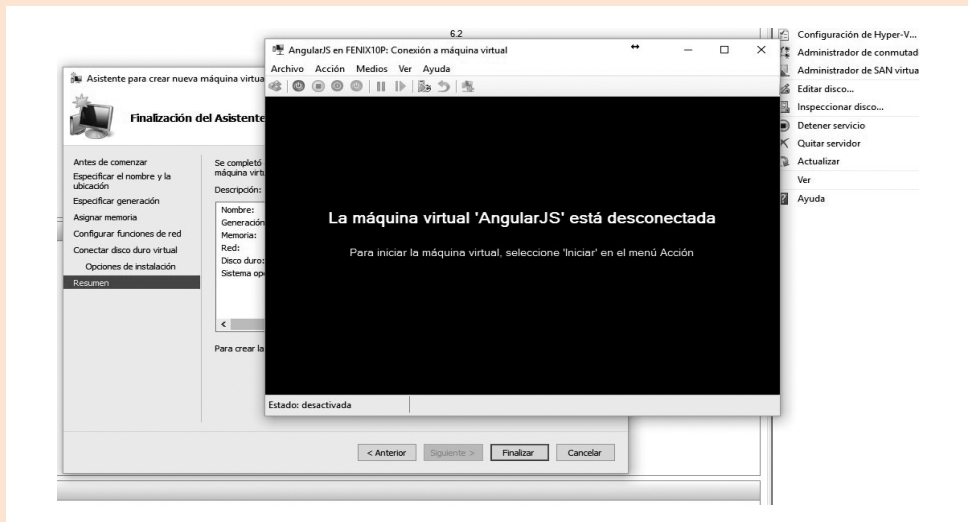 6.2
AngularJS en FENIX10P: Conexión a máquina virtual
Archivo Acción Medios Ver Ayuda
La máquina virtual 'AngularJS' está desconectada
Para iniciar la máquina virtual, seleccione 'Iniciar' en el menú Acción
Estado: desactivada
Asistente para crear nueva máquina
Finalización del Asistente
Antes de comenzar
Especificar el nombre y la
ubicación
Especificar generación
Asignar memoria
Configurar funciones de red
Conectar disco duro virtual
Opciones de instalación
Resumen
Se completó
máquina
Descripción:
Nombre:
Generación
Memoria:
Red:
Disco duro:
Sistema
Para crear la
< Anterior Siguiente > Finalizar Cancelar
Configuración de Hyper-V...
Administrador de
Administrador de SAN
Editar disco...
Inspeccionar disco...
Detener servicio
Quitar servidor
Actualizar
Ver
Ayuda